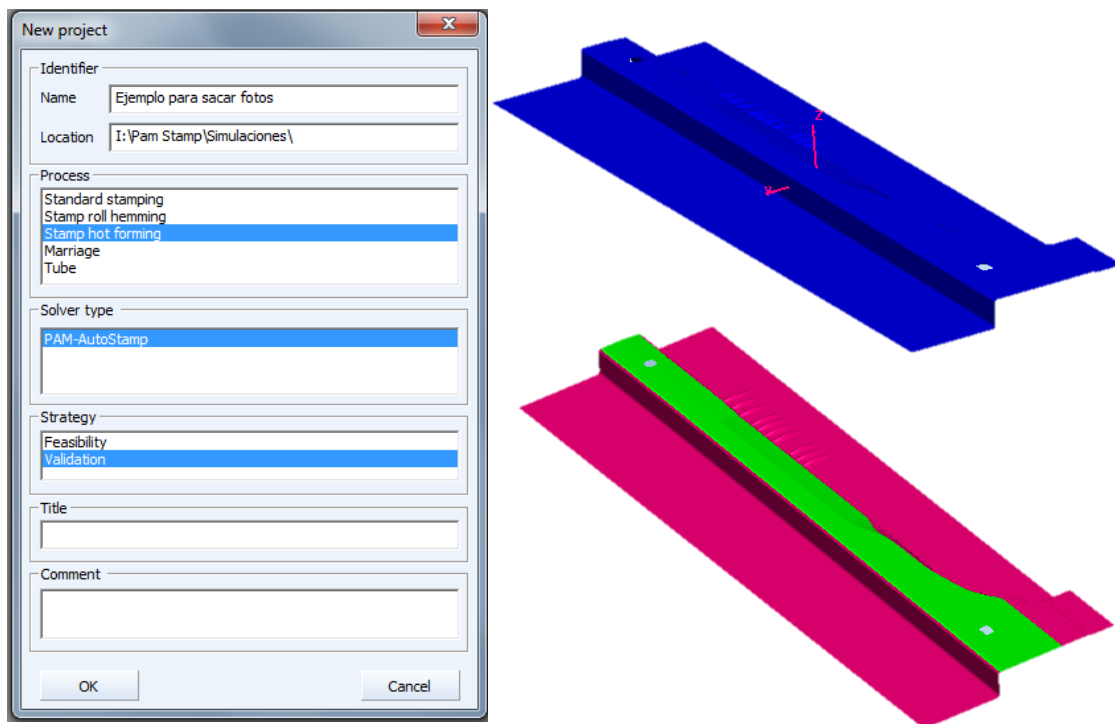 New project
Identifier
Name Ejemplo para sacar fotos
Location I:\Pam Stamp\Simulaciones\
Process
Standard stamping
Stamp roll hemming
Stamp hot forming
Marriage
Tube
Solver type
PAM-AutoStamp
Strategy
Feasibility
Validation
Title
Comment
OK Cancel
Z